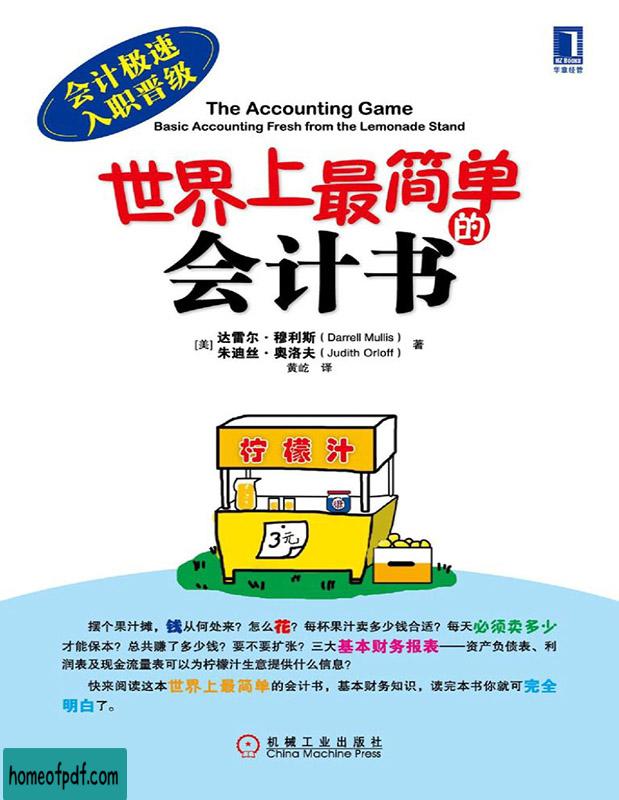 会计极速
入职晋级
HZ Books
华章经管
The Accounting Game
Basic Accounting Fresh from the Lemonade Stand
世界上最简单的
会计书
[美] 达雷尔·穆利斯（Darrell Mullis）
朱迪丝·奥洛夫（Judith Orloff） 著
黄屹 译
柠檬汁
3元
摆个果汁摊，钱从何处来？怎么花？每杯果汁卖多少钱合适？每天必须卖多少
才能保本？总共赚了多少钱？要不要扩张？三大基本财务报表——资产负债表、利
润表及现金流量表可以为柠檬汁生意提供什么信息？
快来阅读这本世界上最简单的会计书，基本财务知识，读完本书你就可完全
明白了。
机械工业出版社
China Machine Press
homeofpdf.com